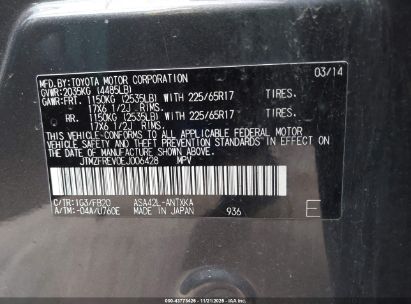 MFD.BY:TOYOTA MOTOR CORPORATION 03/14
GVWR:2035KG (4485LB)
GAWR:FRT. 1150KG (2535LB) WITH 225/65R17 TIRES.
17X6 1/2J RIMS.
RR. 1150KG (2535LB) WITH 225/65R17 TIRES.
17X6 1/2J RIMS.
THIS VEHICLE CONFORMS TO ALL APPLICABLE FEDERAL MOTOR
VEHICLE SAFETY AND THEFT PREVENTION STANDARDS IN EFFECT
ON THE DATE OF MANUFACTURE SHOWN ABOVE.
JTMZFREV0EJ006428 MPV
C/TR:1G3/FB20 ASA42L-ANTXKA
A/TM:-04A/U760E MADE IN JAPAN 936 E